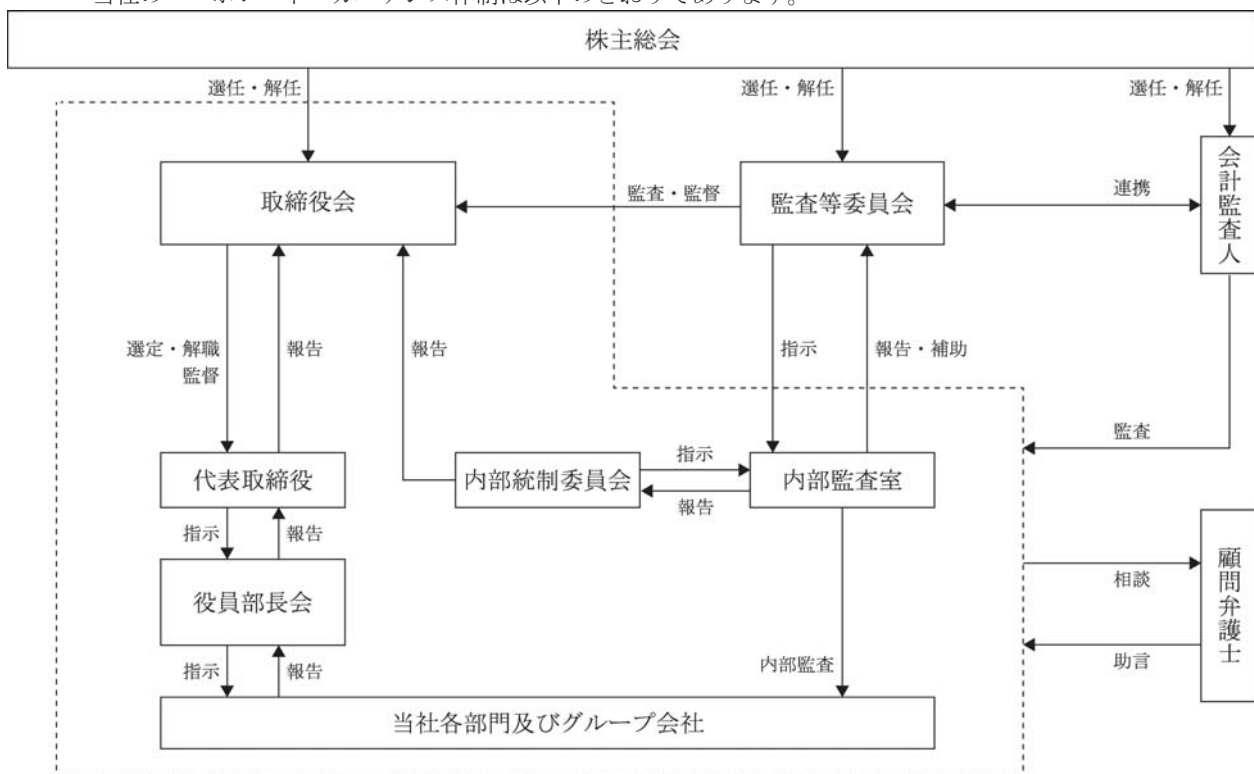 株主総会
選任・解任
選任・解任
選任・解任
取締役会
監査・監督
監査等委員会
連携
会計監査人
選定・解職
監督
報告
報告
指示
報告・補助
監査
代表取締役
内部統制委員会
指示
報告
内部監査室
指示
報告
役員部長会
相談
助言
顧問弁護士
指示
報告
内部監査
当社各部門及びグループ会社